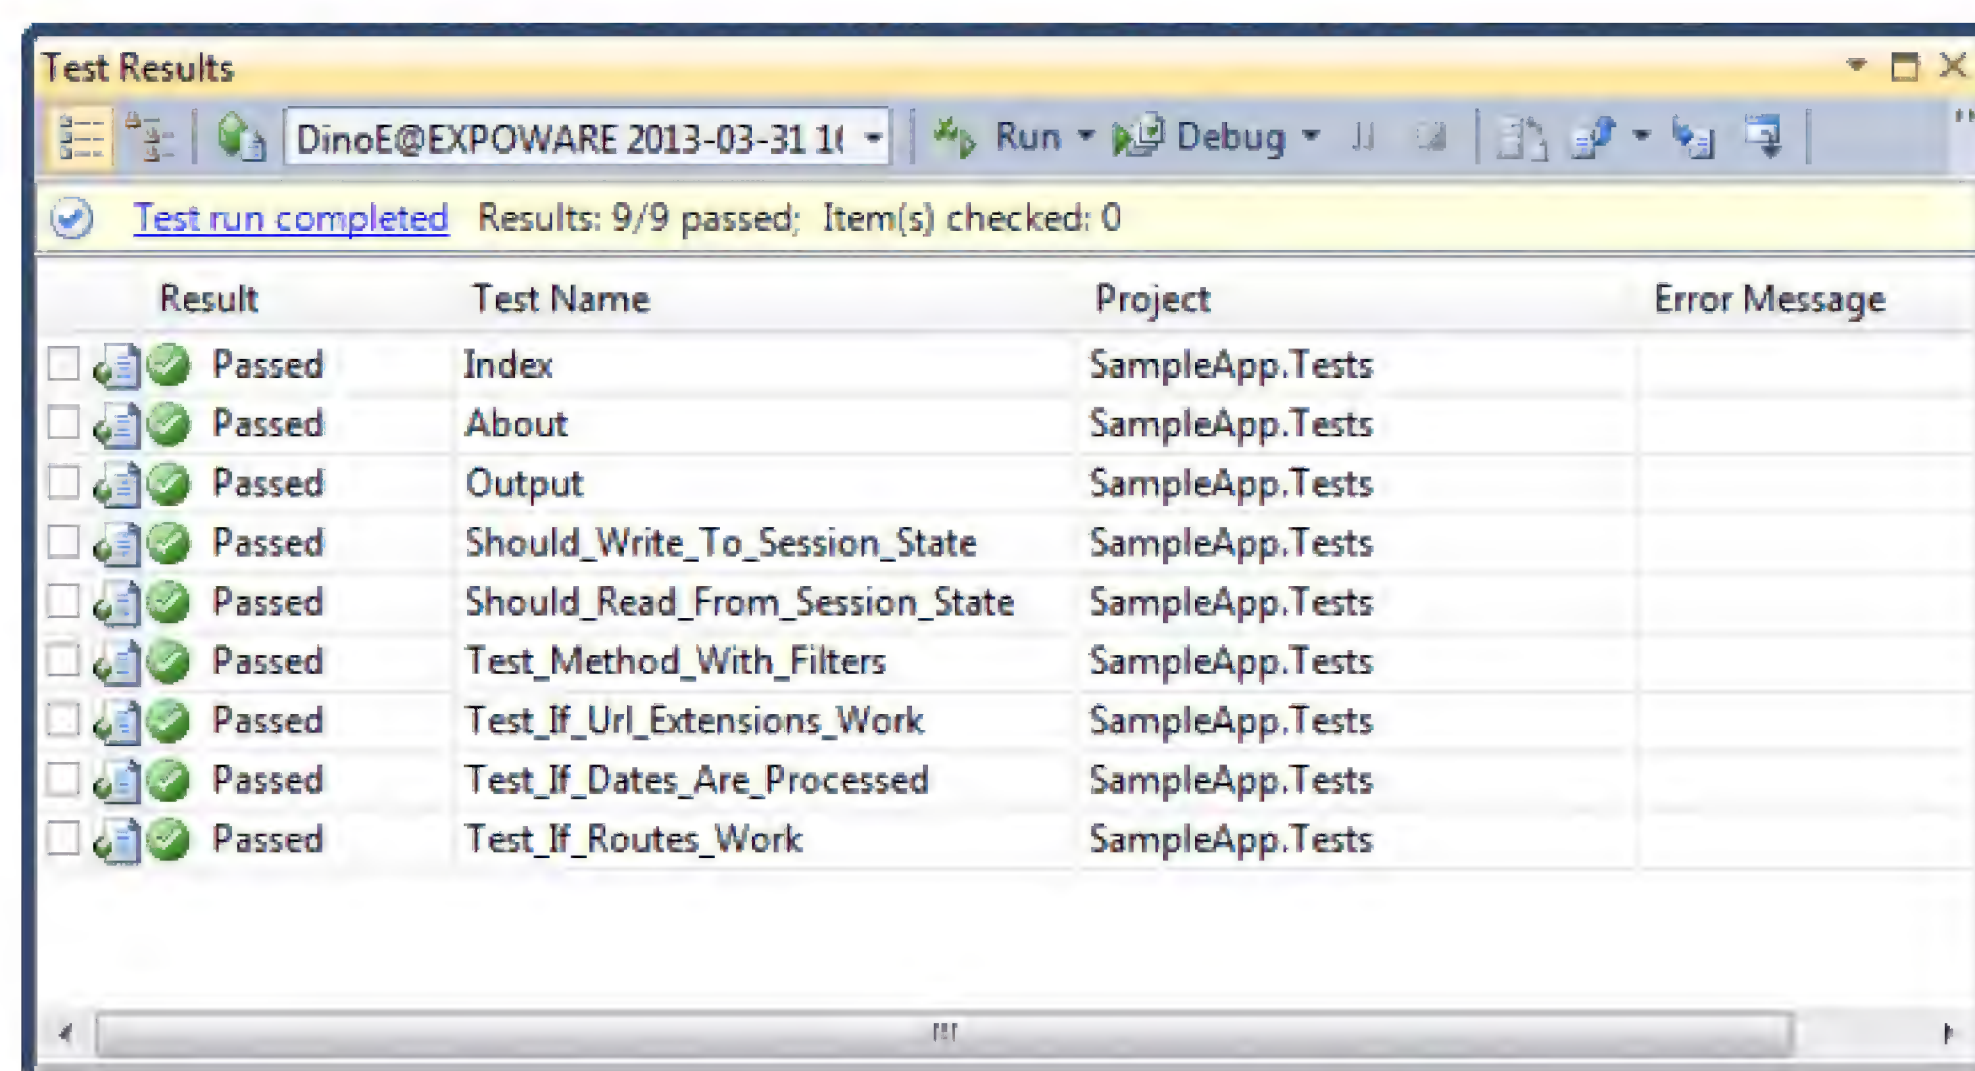 Test Results
DinoE@EXPOWARE 2013-03-31 1 Run Debug
Test run completed Results: 9/9 passed; Item(s) checked: 0
Result Test Name Project Error Message
Passed Index SampleApp.Tests
Passed About SampleApp.Tests
Passed Output SampleApp.Tests
Passed Should_Write_To_Session_State SampleApp.Tests
Passed Should_Read_From_Session_State SampleApp.Tests
Passed Test_Method_With_Filters SampleApp.Tests
Passed Test_If_Url_Extensions_Work SampleApp.Tests
Passed Test_If_Dates_Are_Processed SampleApp.Tests
Passed Test_If_Routes_Work SampleApp.Tests